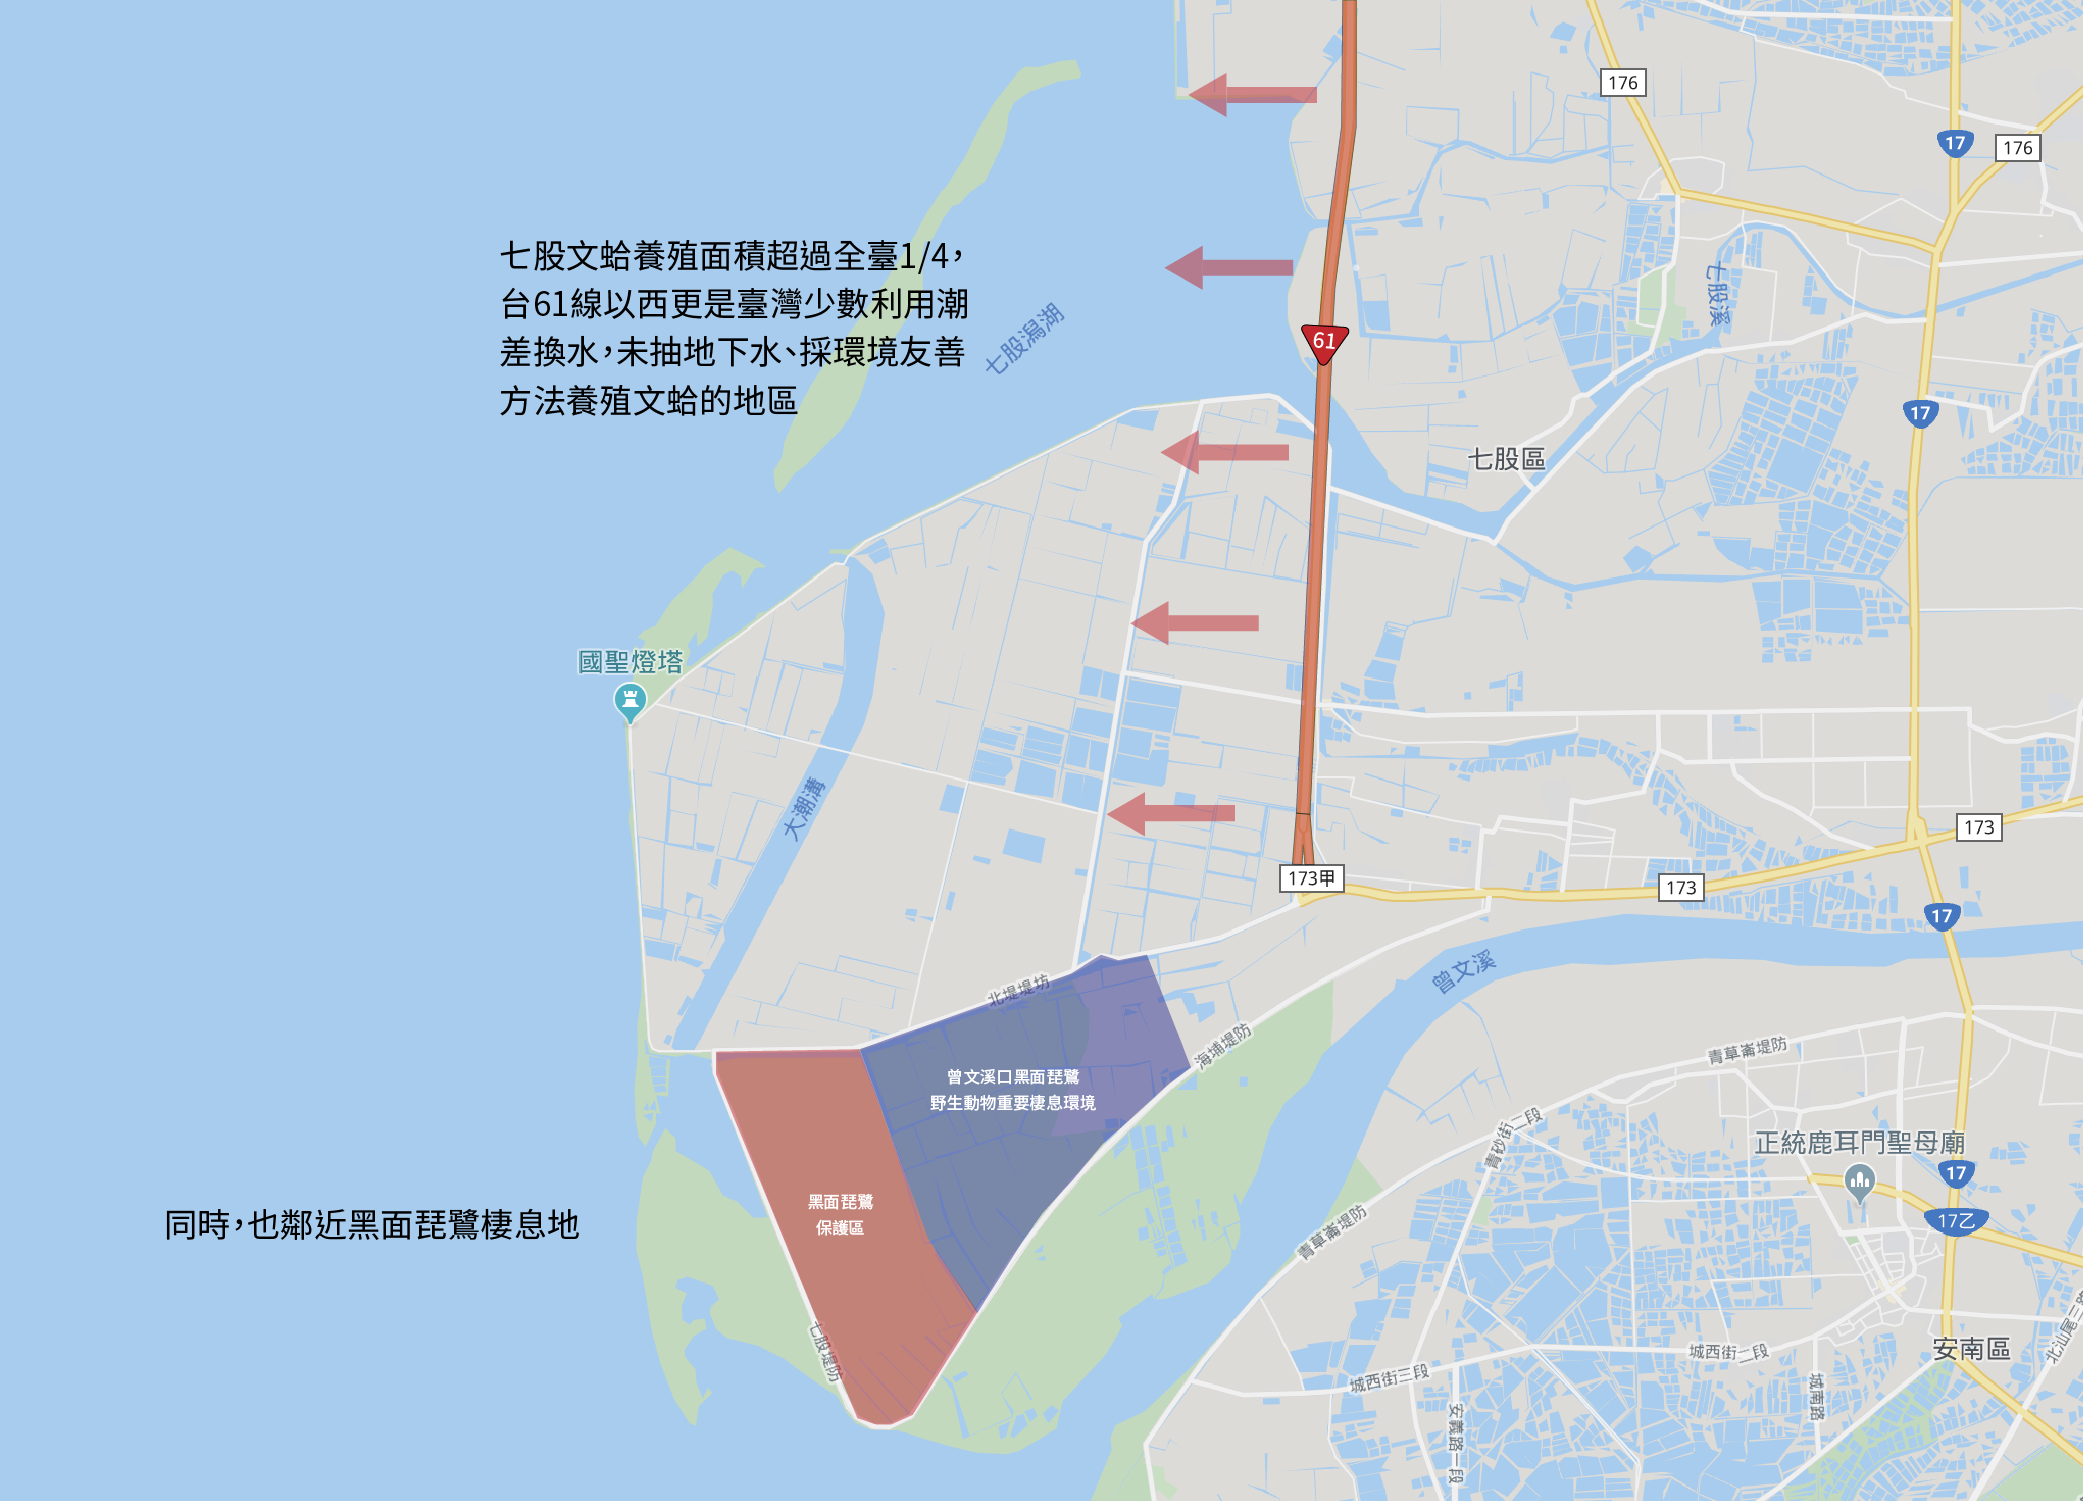 176
17
176
七股文蛤養殖面積超過全臺1/4，
台61線以西更是臺灣少數利用潮
差換水，未抽地下水、採環境友善
方法養殖文蛤的地區
七股溪
七股潟湖
61
17
七股區
國聖燈塔
大潮溝
173
173甲
173
17
曾文溪
北堤堤坊
海埔堤防
青草崙堤防
曾文溪口黑面琵鷺
野生動物重要棲息環境
青砂街二段
正統鹿耳門聖母廟
17
黑面琵鷺
保護區
同時，也鄰近黑面琵鷺棲息地
17乙
青草崙堤防
七股堤防
城西街二段
安南區
北汕尾三路
城西街三段
城南路
安義路一段